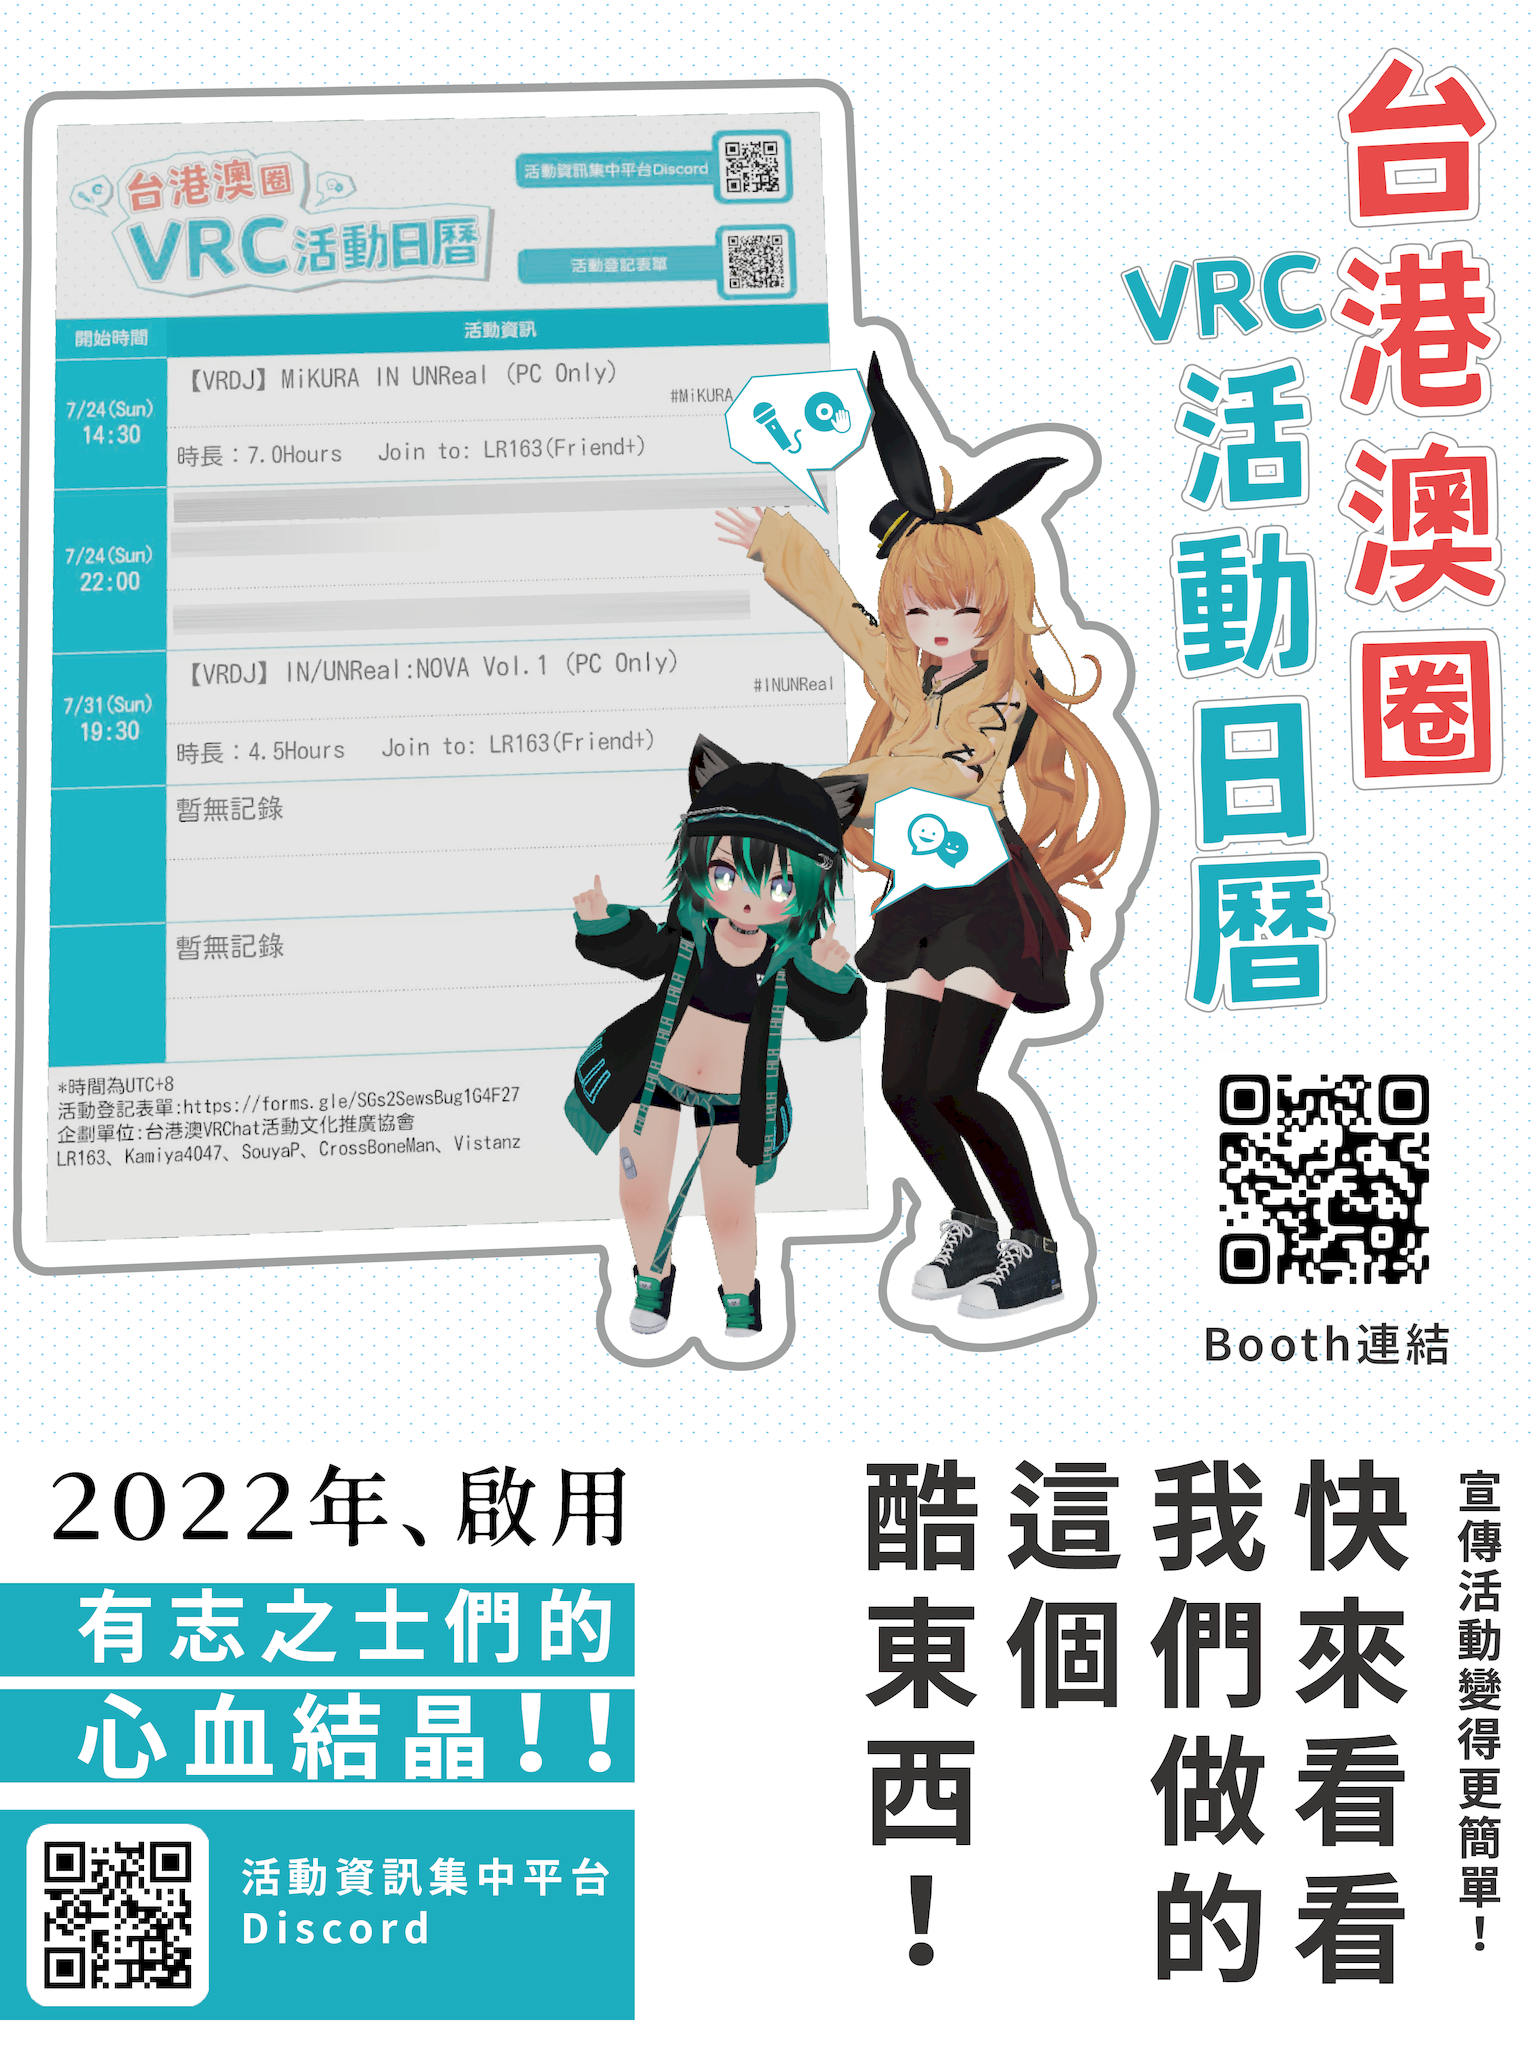 台港澳圈
VRC
活動日曆
台港澳圈
VRC活動日曆
活動資訊集中平台Discord
活動登記表單
開始時間
活動資訊
7/24(Sun)
14:30
【VRDJ】MiKURA IN UNReal (PC Only)
#MiKURA
時長：7.0Hours Join to: LR163(Friend+)
7/24(Sun)
22:00
7/31(Sun)
19:30
【VRDJ】IN/UNReal:NOVA Vol.1 (PC Only)
#INUNReal
時長：4.5Hours Join to: LR163(Friend+)
暫無記錄
暫無記錄
*時間為UTC+8
活動登記表單:https://forms.gle/SGs2SewsBug1G4F27
企劃單位:台港澳VRChat活動文化推廣協會
LR163、Kamiya4047、SouyaP、CrossBoneMan、Vistanz
Booth連結
宣傳活動變得更簡單！
快來看看
我們做的
這個
酷東西！
2022年、啟用
有志之士們的
心血結晶！！
活動資訊集中平台
Discord